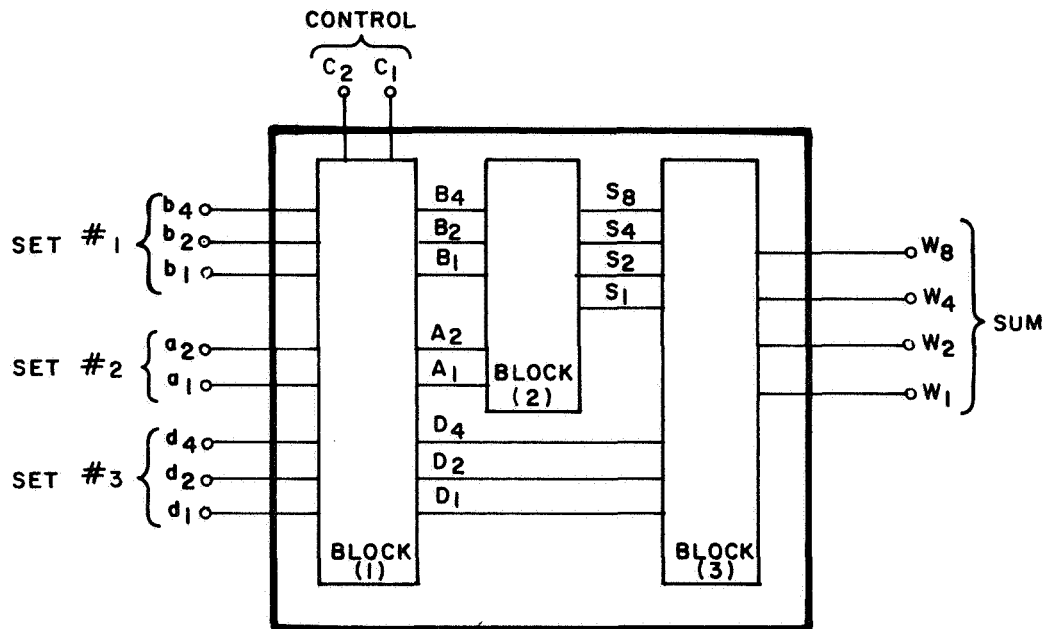 CONTROL
C2 C1
SET #1
b4
b2
b1
SET #2
a2
a1
SET #3
d4
d2
d1
B4
B2
B1
A2
A1
D4
D2
D1
BLOCK
(1)
S8
S4
S2
S1
BLOCK
(2)
BLOCK
(3)
W8
W4
W2
W1
SUM